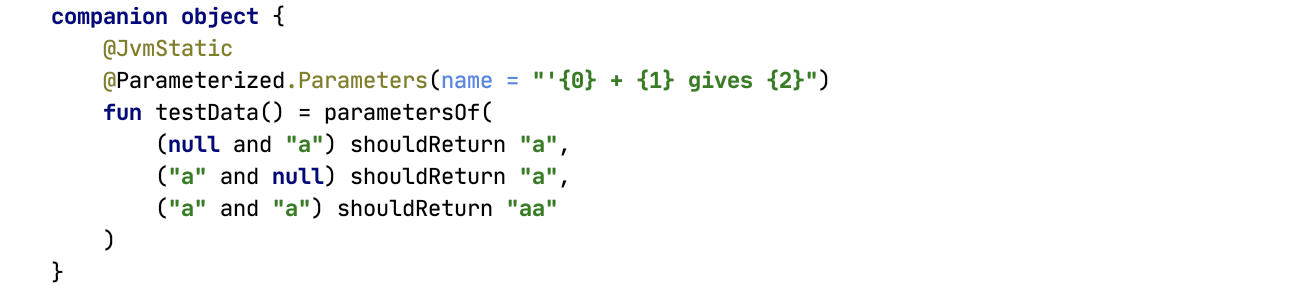 companion object {
    @JvmStatic
    @Parameterized.Parameters(name = "'{0} + {1} gives {2}")
    fun testData() = parametersOf(
        (null and "a") shouldReturn "a",
        ("a" and null) shouldReturn "a",
        ("a" and "a") shouldReturn "aa"
    )
}